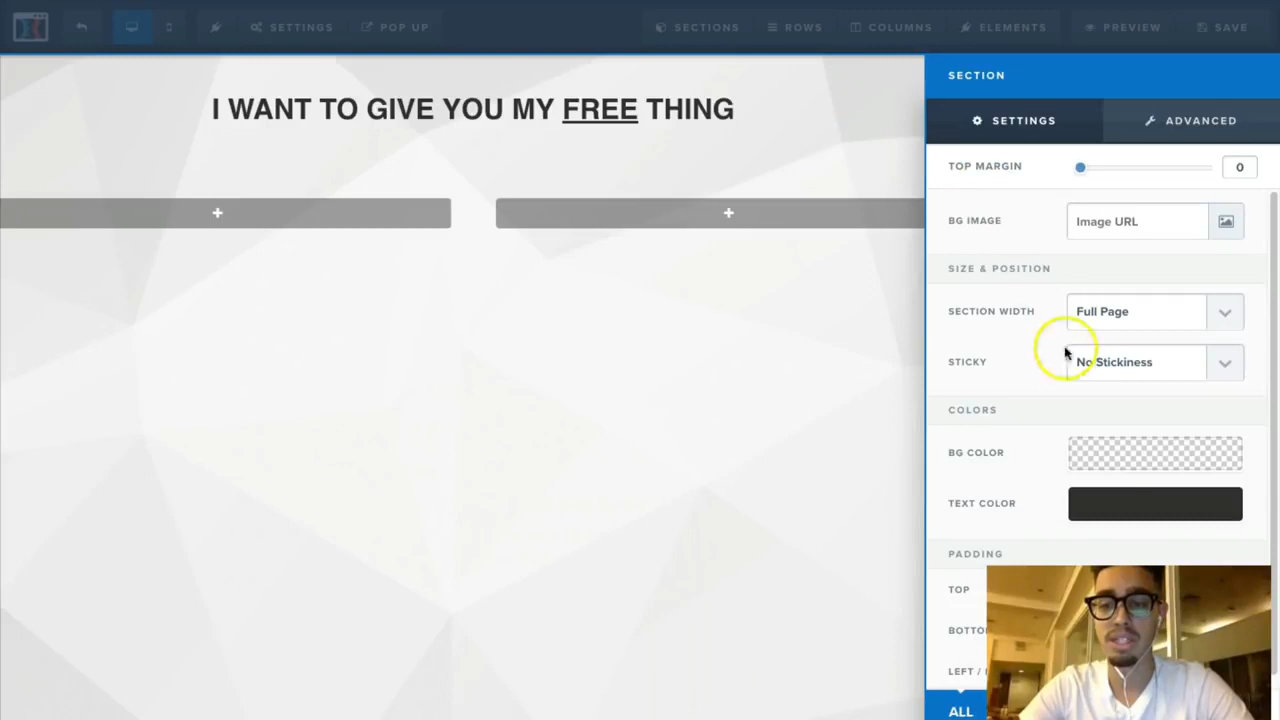 SETTINGS
POP UP
SECTIONS
ROWS
COLUMNS
ELEMENTS
PREVIEW
SAVE
I WANT TO GIVE YOU MY FREE THING
+
+
SECTION
SETTINGS
ADVANCED
TOP MARGIN
0
BG IMAGE
Image URL
SIZE & POSITION
SECTION WIDTH
Full Page
STICKY
No Stickiness
COLORS
BG COLOR
TEXT COLOR
PADDING
TOP
LEFT /
ALL